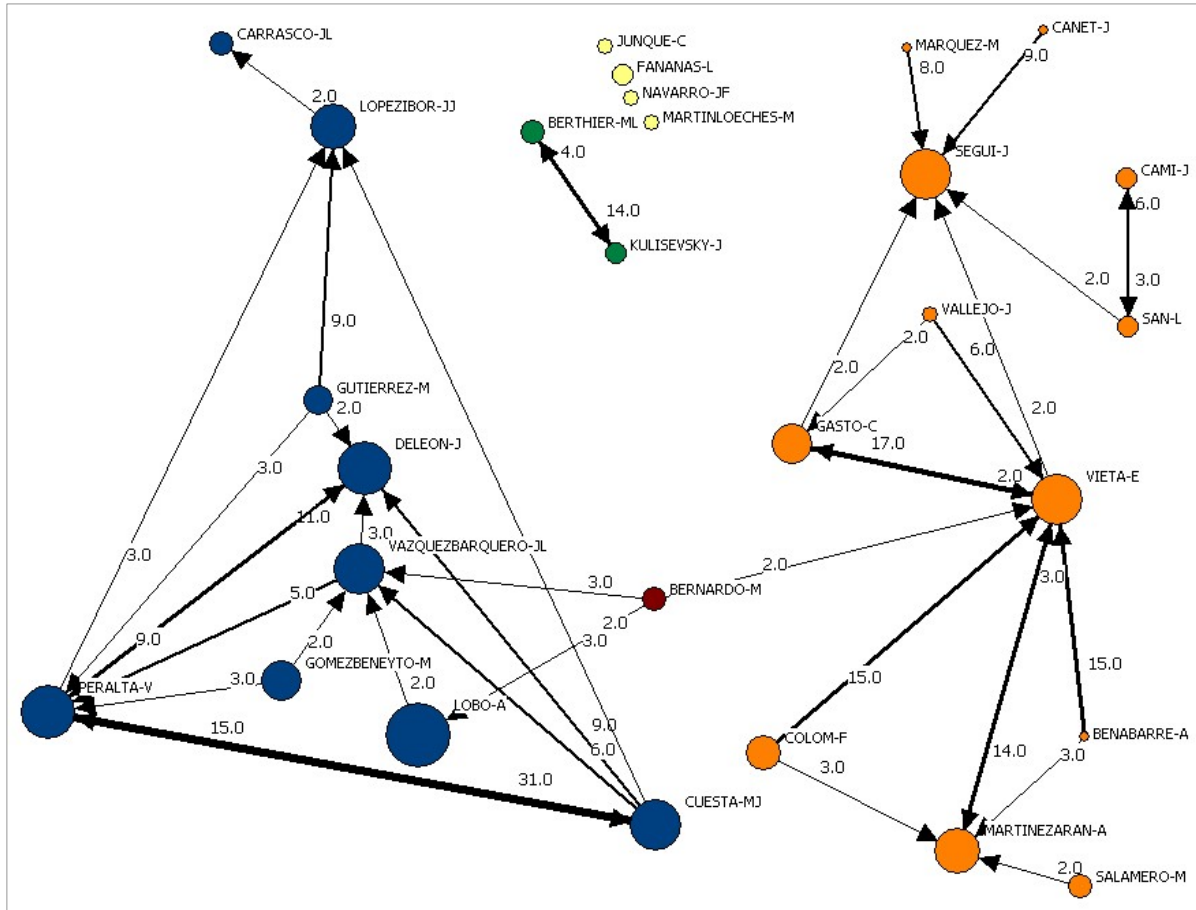 CARRASCO-JL
JUNQUE-C
CANET-J
MARQUEZ-M
9.0
8.0
FANANAS-L
NAVARRO-JF
2.0
LOPEZIBOR-JJ
BERTHIER-ML
MARTINLOECHES-M
4.0
SEGUI-J
CAMI-J
6.0
14.0
KULISEVSKY-J
2.0
3.0
VALLEJO-J
SAN-L
9.0
2.0
6.0
2.0
GUTIERREZ-M
2.0
2.0
DELEON-J
GASTO-C
17.0
3.0
2.0
VIETA-E
11.0
3.0
3.0
VAZQUEZBARQUERO-JL
2.0
3.0
5.0
3.0
BERNARDO-M
2.0
9.0
2.0
3.0
GOMEZBENEYTO-M
15.0
PERALTA-V
3.0
2.0
15.0
LOBO-A
15.0
9.0
COLOM-F
BENABARRE-A
6.0
14.0
3.0
3.0
31.0
CUESTA-MJ
MARTINEZARAN-A
2.0
SALAMERO-M